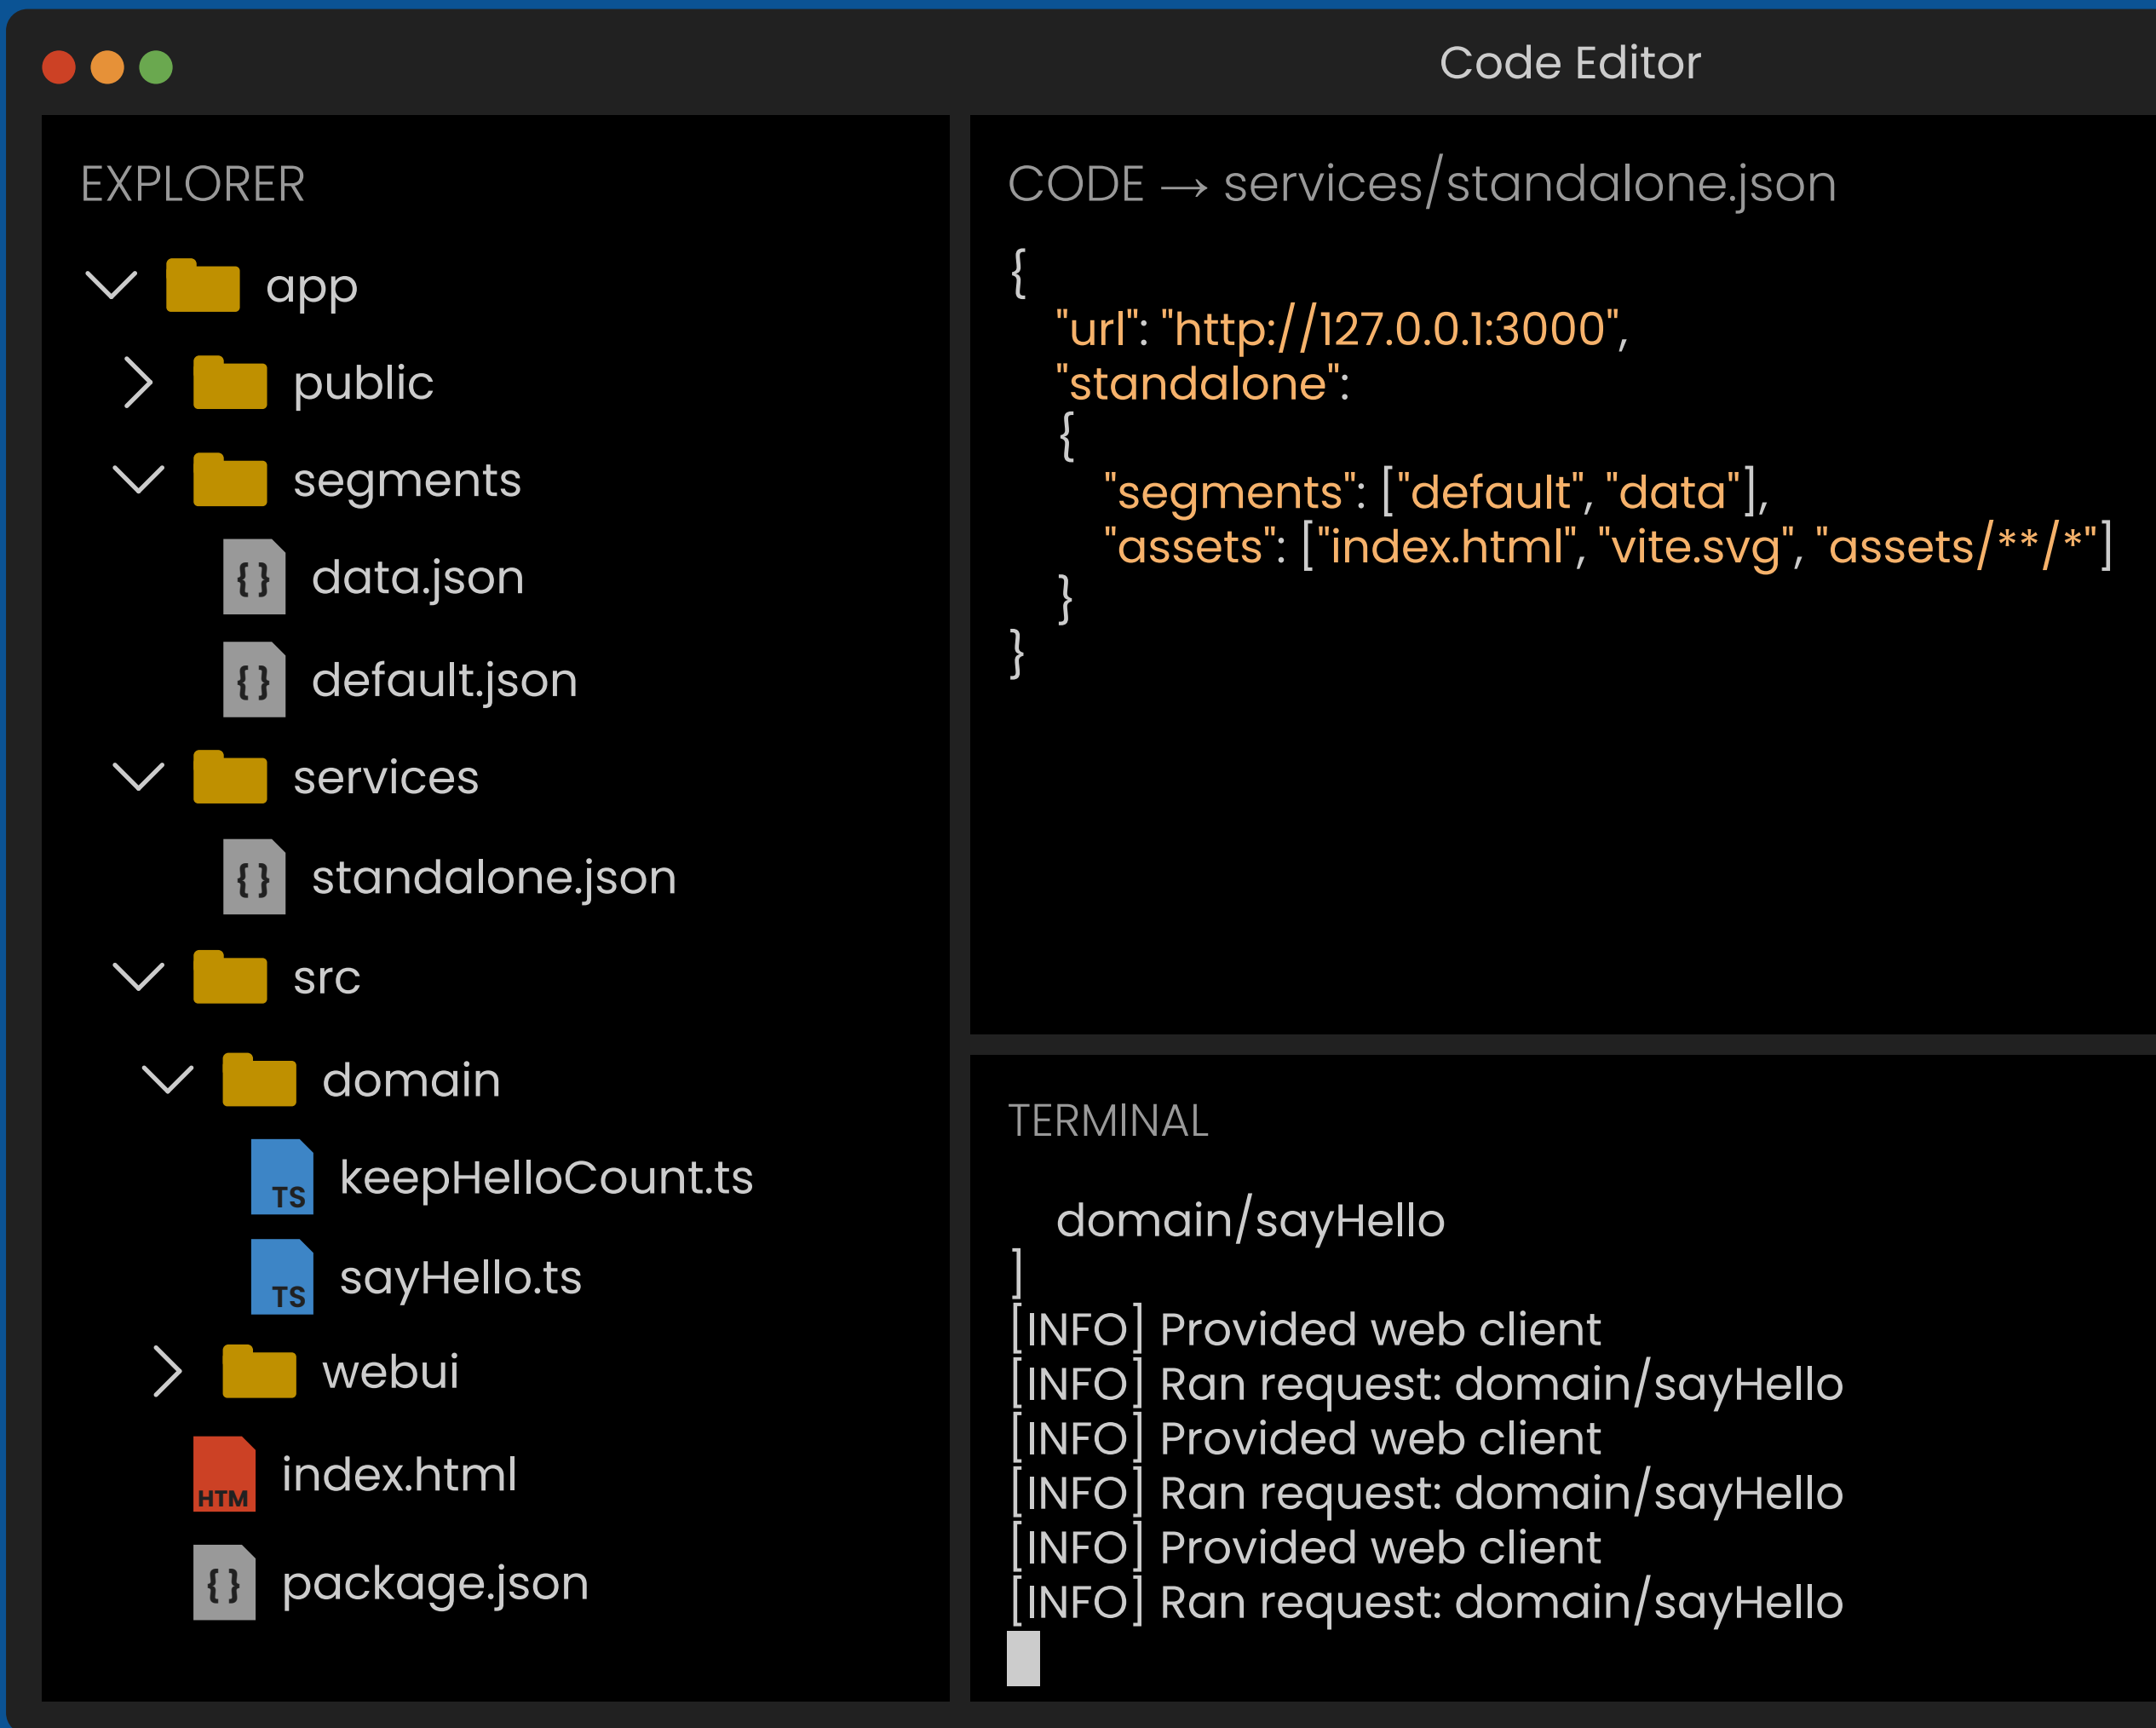 Code Editor
EXPLORER
app
public
segments
{ } data.json
{ } default.json
services
{ } standalone.json
src
domain
TS keepHelloCount.ts
TS sayHello.ts
webui
HTM index.html
{ } package.json
CODE → services/standalone.json
{
"url": "http://127.0.0.1:3000",
"standalone":
{
"segments": ["default", "data"],
"assets": ["index.html", "vite.svg", "assets/**/*"]
}
}
TERMINAL
domain/sayHello
]
[INFO] Provided web client
[INFO] Ran request: domain/sayHello
[INFO] Provided web client
[INFO] Ran request: domain/sayHello
[INFO] Provided web client
[INFO] Ran request: domain/sayHello